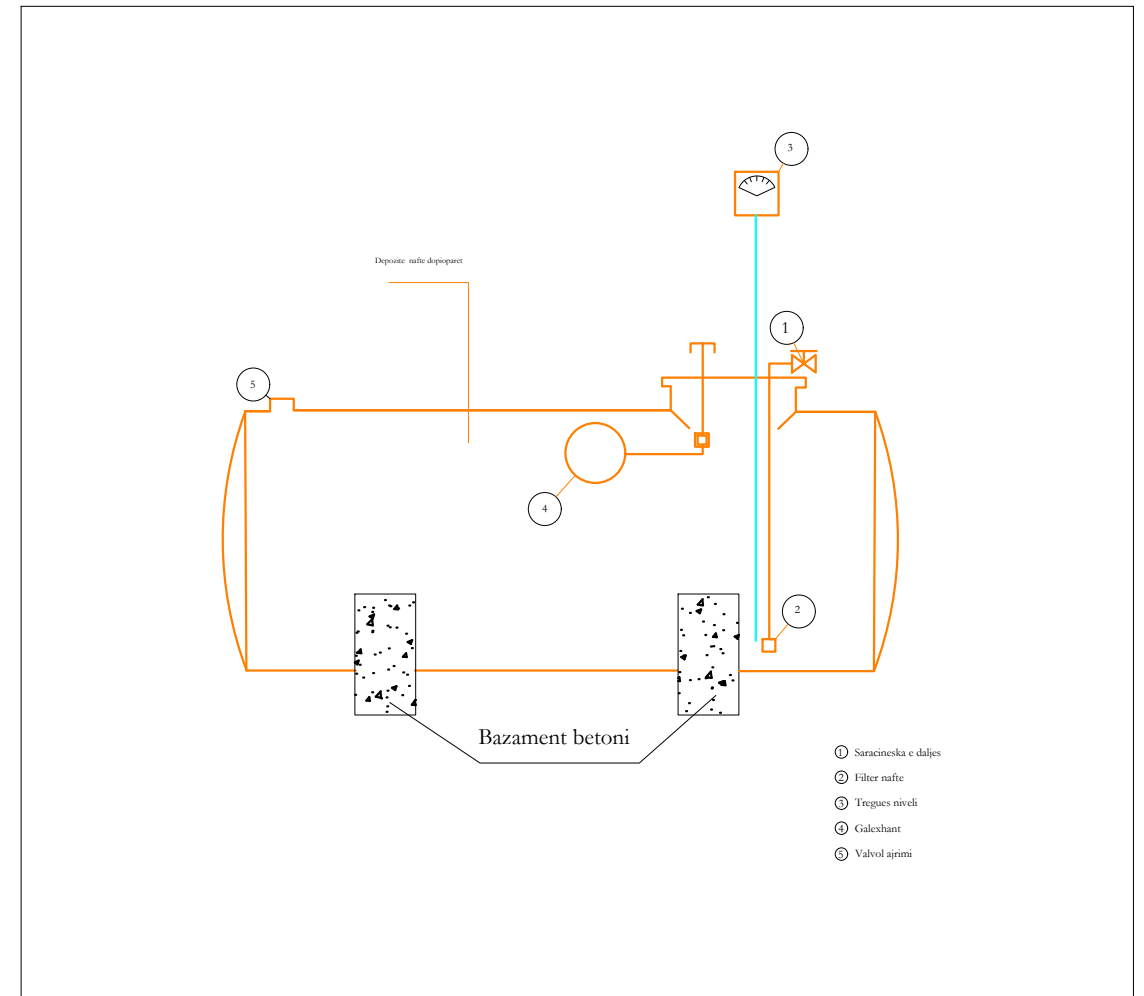 3
Depozite nafte dopioparet
1
5
4
2
Bazament betoni
1 Saracineska e daljes
2 Filter nafte
3 Tregues niveli
4 Galexhant
5 Valvol ajrimi